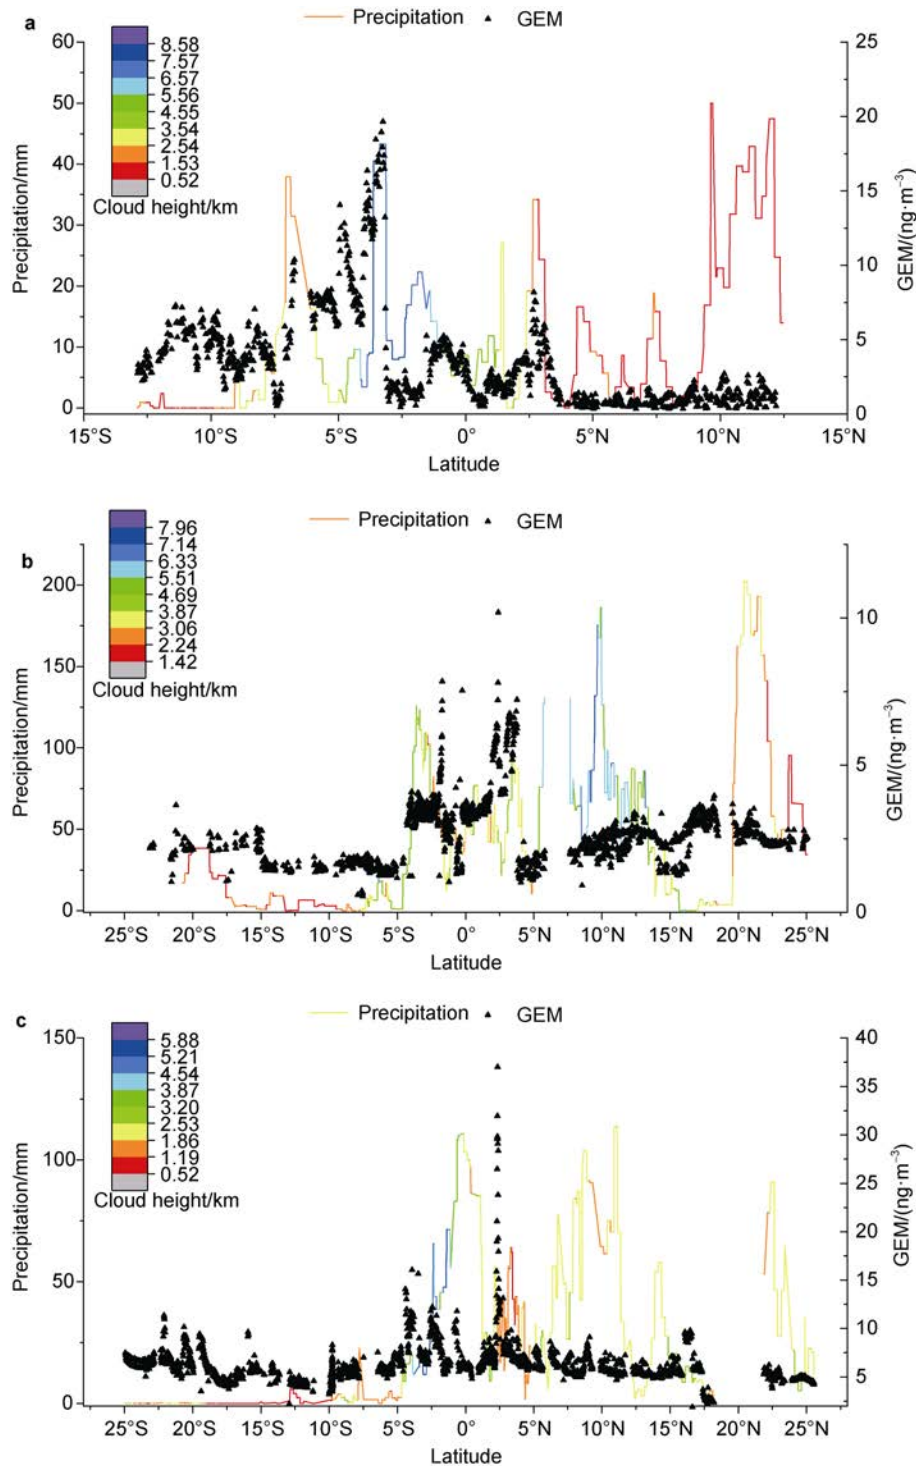 a
Precipitation ▲ GEM
60
50
40
30
20
10
0
Precipitation/mm
8.58
7.57
6.57
5.56
4.55
3.54
2.54
1.53
0.52
Cloud height/km
25
20
15
10
5
0
GEM/(ng·m⁻³)
15°S 10°S 5°S 0° 5°N 10°N 15°N
Latitude
b
Precipitation ▲ GEM
200
150
100
50
0
Precipitation/mm
7.96
7.14
6.33
5.51
4.69
3.87
3.06
2.24
1.42
Cloud height/km
10
5
0
GEM/(ng·m⁻³)
25°S 20°S 15°S 10°S 5°S 0° 5°N 10°N 15°N 20°N 25°N
Latitude
c
Precipitation ▲ GEM
150
100
50
0
Precipitation/mm
5.88
5.21
4.54
3.87
3.20
2.53
1.86
1.19
0.52
Cloud height/km
40
35
30
25
20
15
10
5
GEM/(ng·m⁻³)
25°S 20°S 15°S 10°S 5°S 0° 5°N 10°N 15°N 20°N 25°N
Latitude